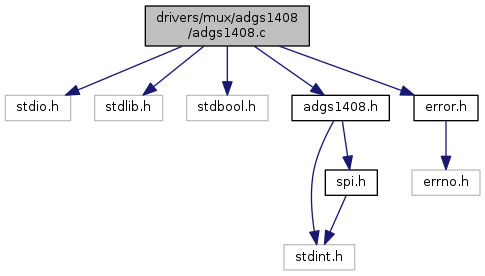 drivers/mux/adgs1408
/adgs1408.c
stdio.h
stdlib.h
stdbool.h
adgs1408.h
error.h
spi.h
errno.h
stdint.h